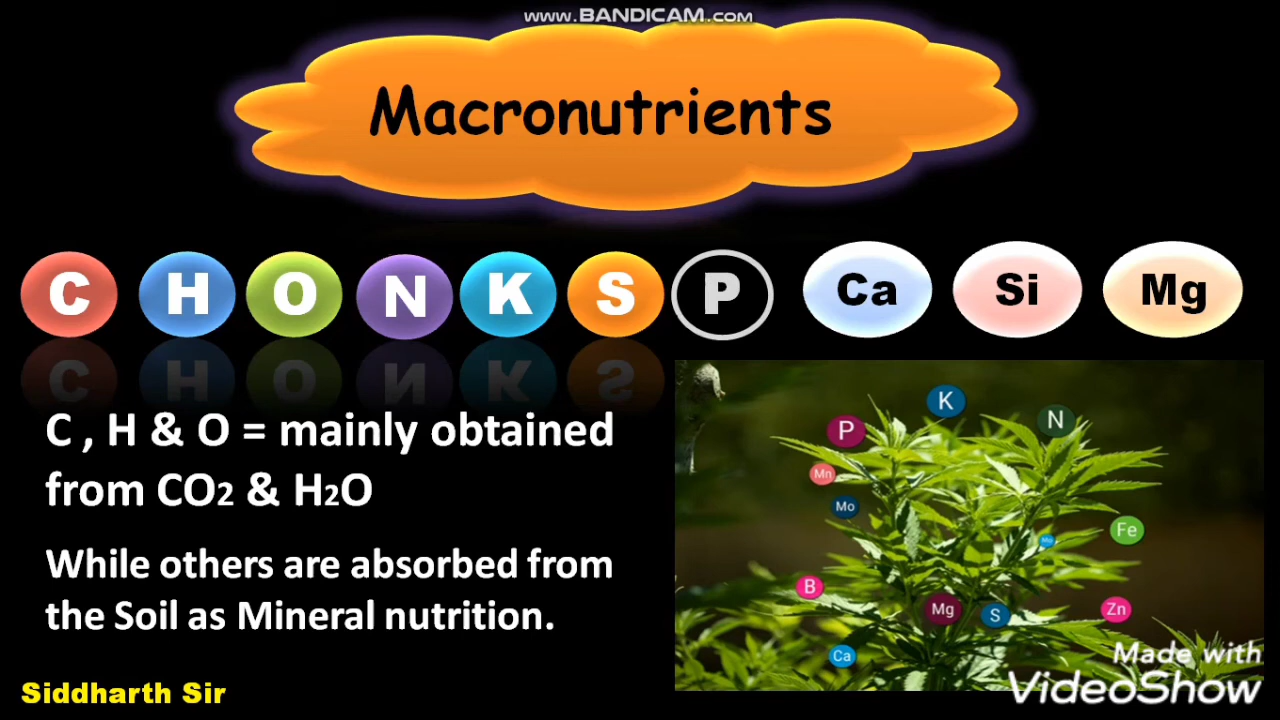 www.BANDICAM.com
Macronutrients
C H O N K S P Ca Si Mg
C , H & O = mainly obtained
from CO2 & H2O
While others are absorbed from
the Soil as Mineral nutrition.
Siddharth Sir
K
P
N
Mn
Mo
Fe
B
Mg
S
Zn
Ca
Made with
VideoShow